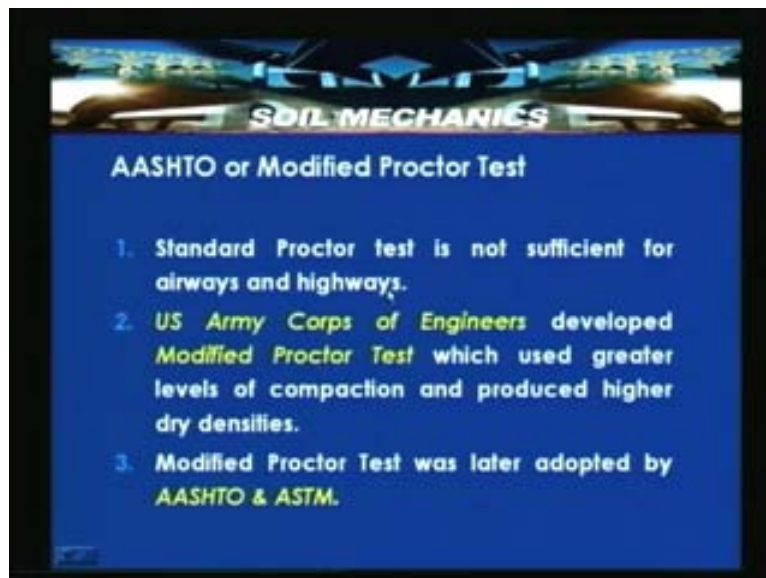 SOIL MECHANICS
AASHTO or Modified Proctor Test
1. Standard Proctor test is not sufficient for
airways and highways.
2. US Army Corps of Engineers developed
Modified Proctor Test which used greater
levels of compaction and produced higher
dry densities.
3. Modified Proctor Test was later adopted by
AASHTO & ASTM.